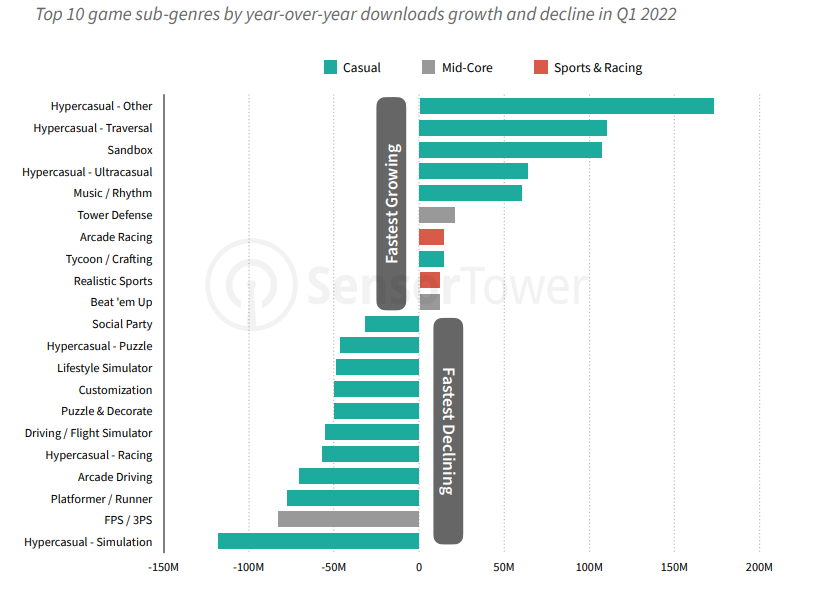 Top 10 game sub-genres by year-over-year downloads growth and decline in Q1 2022
Casual
Mid-Core
Sports & Racing
Hypercasual - Other
Hypercasual - Traversal
Sandbox
Hypercasual - Ultracasual
Music / Rhythm
Tower Defense
Arcade Racing
Tycoon / Crafting
Realistic Sports
Beat 'em Up
Social Party
Hypercasual - Puzzle
Lifestyle Simulator
Customization
Puzzle & Decorate
Driving / Flight Simulator
Hypercasual - Racing
Arcade Driving
Platformer / Runner
FPS / 3PS
Hypercasual - Simulation
Fastest Growing
SensorTower
Fastest Declining
-150M
-100M
-50M
0
50M
100M
150M
200M